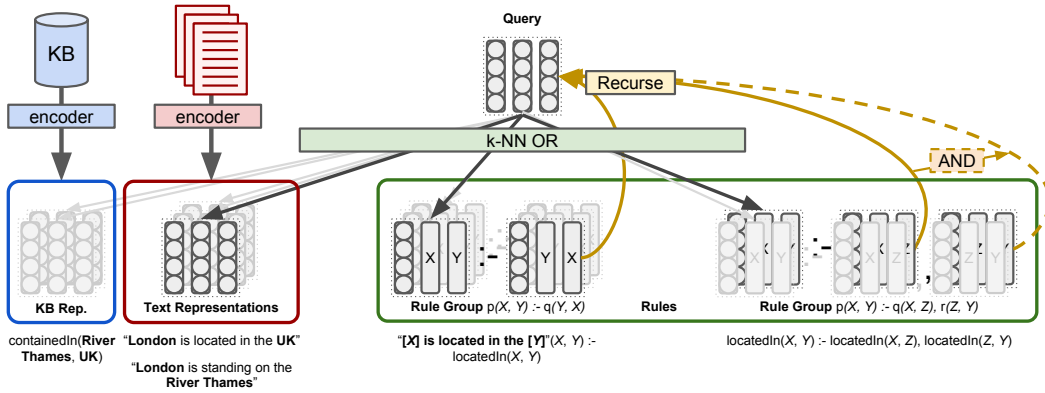 Query
KB
encoder
encoder
Recurse
k-NN OR
AND
X Y :- Y X
X Y :- X Z , Z Y
KB Rep.
Text Representations
Rule Group p(X, Y) :- q(Y, X)
Rules
Rule Group p(X, Y) :- q(X, Z), r(Z, Y)
containedIn(River
Thames, UK)
“London is located in the UK”
“London is standing on the
River Thames”
“[X] is located in the [Y]”(X, Y) :-
locatedIn(X, Y)
locatedIn(X, Y) :- locatedIn(X, Z), locatedIn(Z, Y)